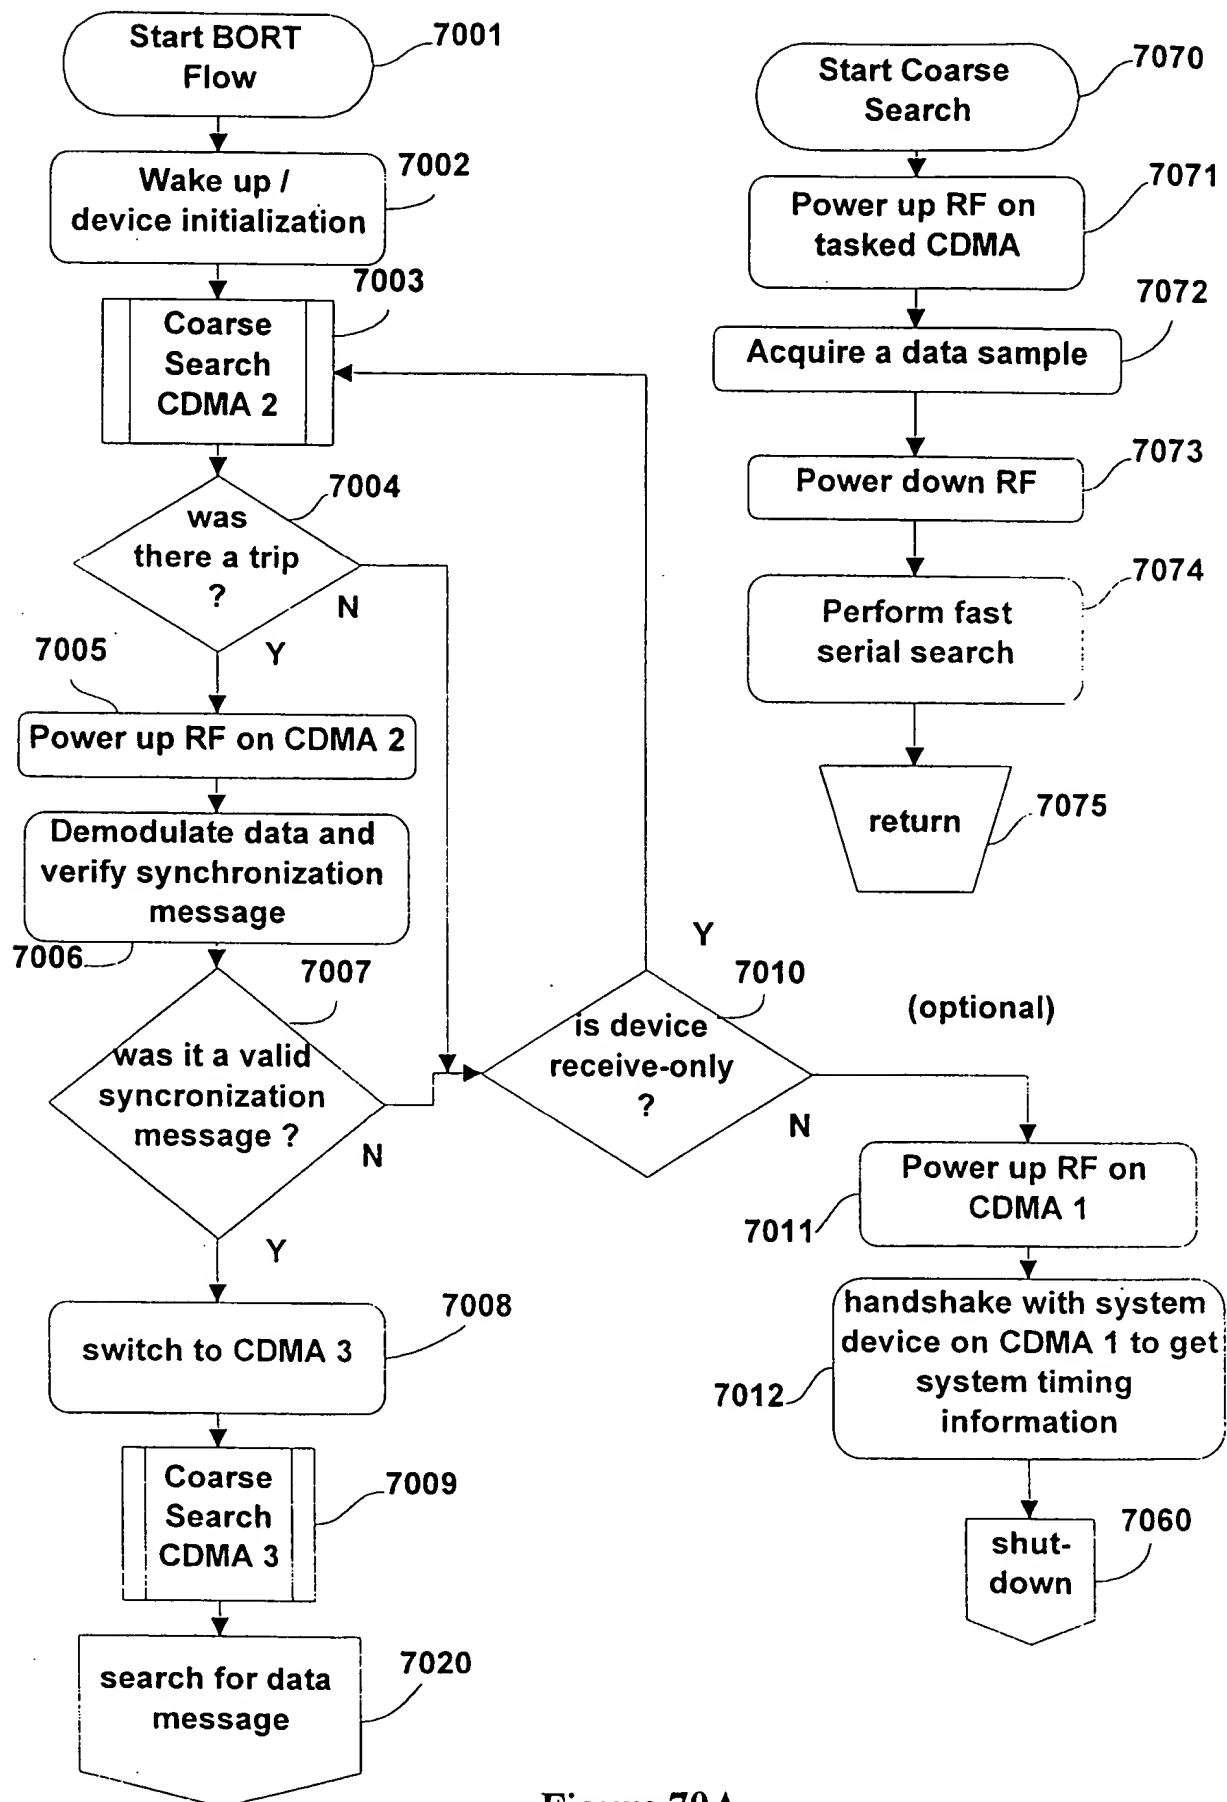 Start BORT
Flow
7001
Wake up /
device initialization
7002
7003
Coarse
Search
CDMA 2
7004
was
there a trip
?
N
Y
7005
Power up RF on CDMA 2
Demodulate data and
verify synchronization
message
7006
7007
was it a valid
syncronization
message ?
N
Y
7008
switch to CDMA 3
Coarse
Search
CDMA 3
7009
search for data
message
7020
Y
7010
is device
receive-only
?
N
(optional)
Power up RF on
CDMA 1
7011
handshake with system
device on CDMA 1 to get
system timing
information
7012
shut-
down
7060
Start Coarse
Search
7070
Power up RF on
tasked CDMA
7071
7072
Acquire a data sample
7073
Power down RF
7074
Perform fast
serial search
return
7075
Figure 70A